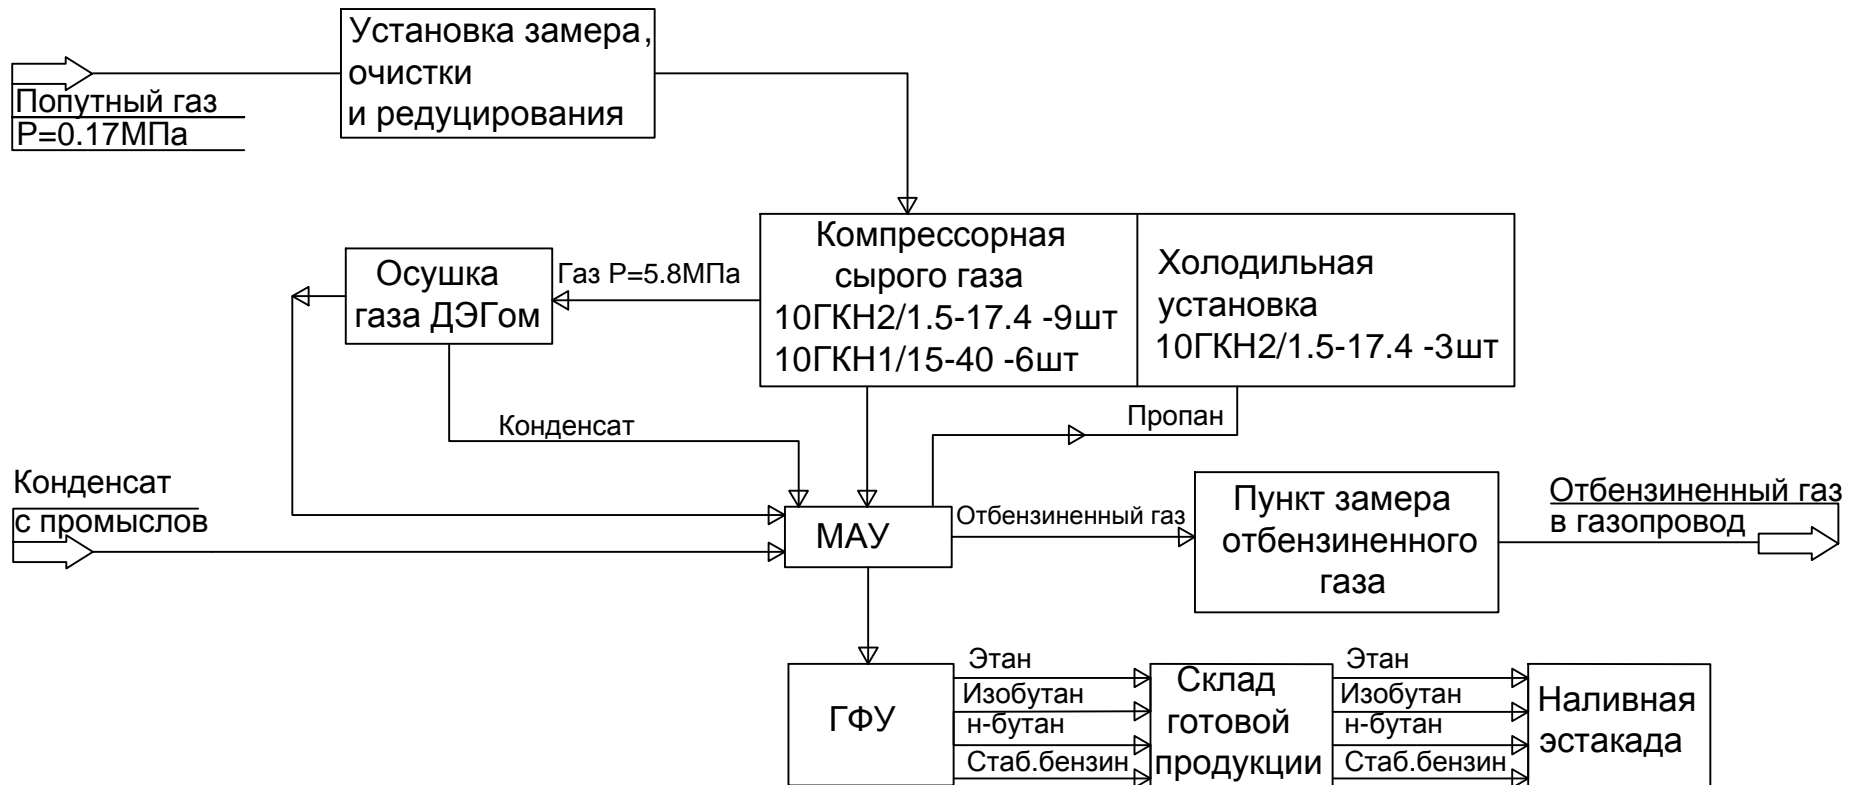 Установка замера,
очистки
и редуцирования
Попутный газ
Р=0.17МПа
Компрессорная
сырого газа
10ГКН2/1.5-17.4 -9шт
10ГКН1/15-40 -6шт
Холодильная
установка
10ГКН2/1.5-17.4 -3шт
Осушка
газа ДЭГом
Газ Р=5.8МПа
Конденсат
Пропан
Конденсат
с промыслов
МАУ
Отбензиненный газ
Пункт замера
отбензиненного
газа
Отбензиненный газ
в газопровод
ГФУ
Этан
Изобутан
н-бутан
Стаб.бензин
Склад
готовой
продукции
Этан
Изобутан
н-бутан
Стаб.бензин
Наливная
эстакада